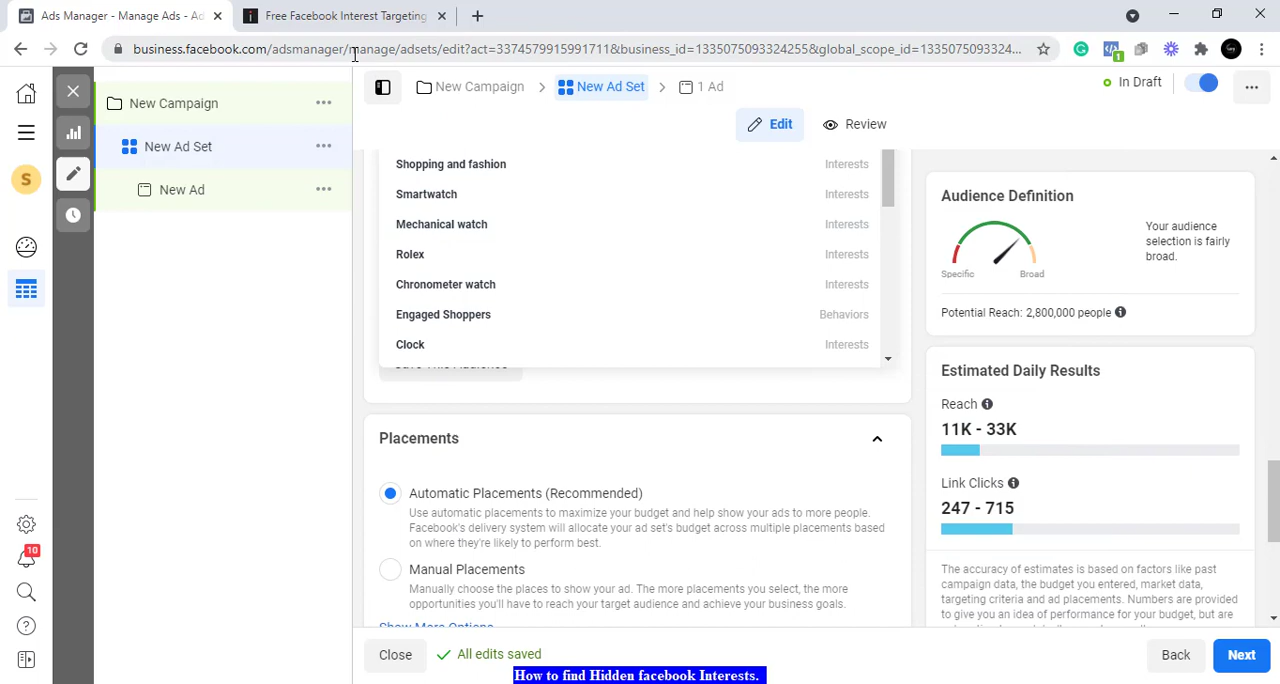 Ads Manager - Manage Ads - Ad
Free Facebook Interest Targeting
business.facebook.com/adsmanager/manage/adsets/edit?act=3374579915991711&business_id=1335075093324255&global_scope_id=1335075093324...
1
New Campaign
New Ad Set
1 Ad
In Draft
Edit
Review
New Campaign
New Ad Set
New Ad
S
10
Shopping and fashion Interests
Smartwatch Interests
Mechanical watch Interests
Rolex Interests
Chronometer watch Interests
Engaged Shoppers Behaviors
Clock Interests
Save This Audience
Placements
Automatic Placements (Recommended)
Use automatic placements to maximize your budget and help show your ads to more people.
Facebook's delivery system will allocate your ad set's budget across multiple placements based
on where they're likely to perform best.
Manual Placements
Manually choose the places to show your ad. The more placements you select, the more
opportunities you'll have to reach your target audience and achieve your business goals.
Show More Options
Audience Definition
Your audience
selection is fairly
broad.
Specific
Broad
Potential Reach: 2,800,000 people
Estimated Daily Results
Reach
11K - 33K
Link Clicks
247 - 715
The accuracy of estimates is based on factors like past
campaign data, the budget you entered, market data,
targeting criteria and ad placements. Numbers are provided
to give you an idea of performance for your budget, but are
Close
All edits saved
Back
Next
How to find Hidden facebook Interests.